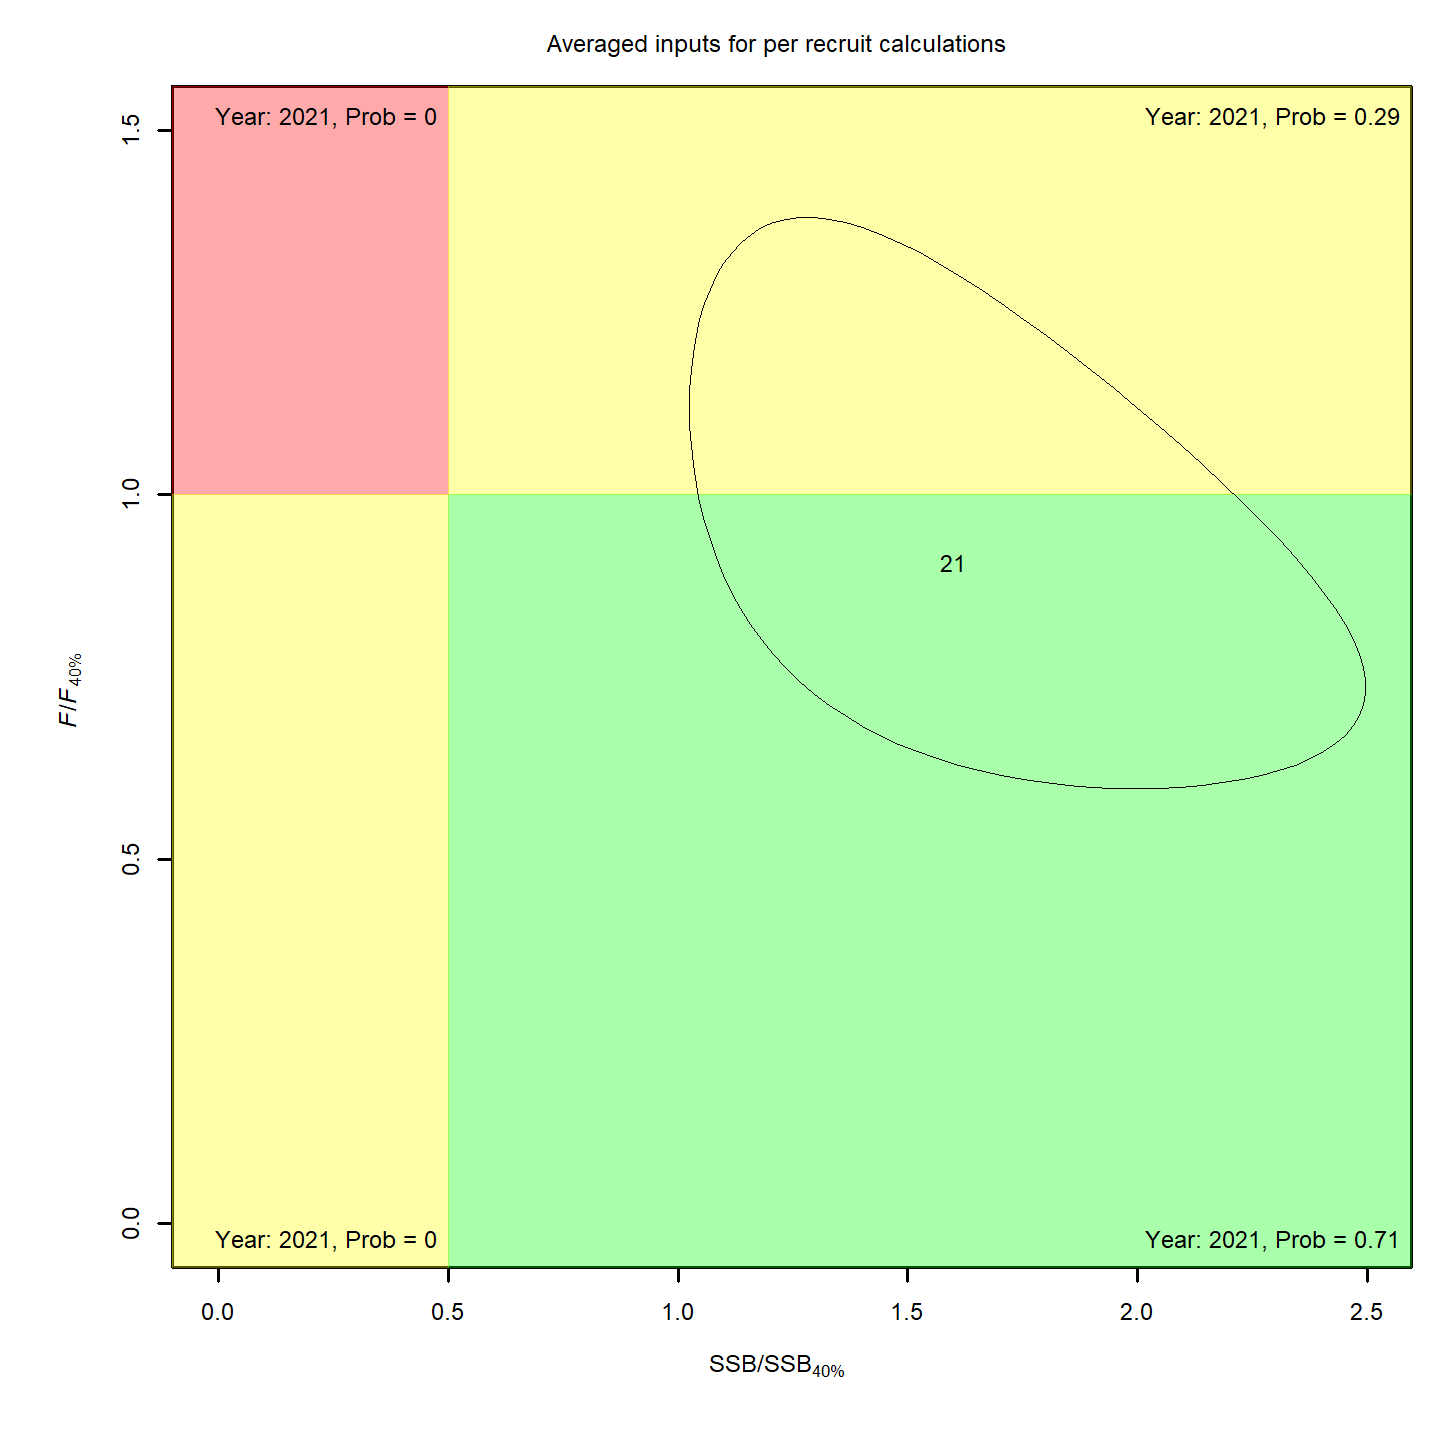 Averaged inputs for per recruit calculations
Year: 2021, Prob = 0
Year: 2021, Prob = 0.29
1.5
1.0
21
F/F40%
0.5
0.0
Year: 2021, Prob = 0
Year: 2021, Prob = 0.71
0.0 0.5 1.0 1.5 2.0 2.5
SSB/SSB40%